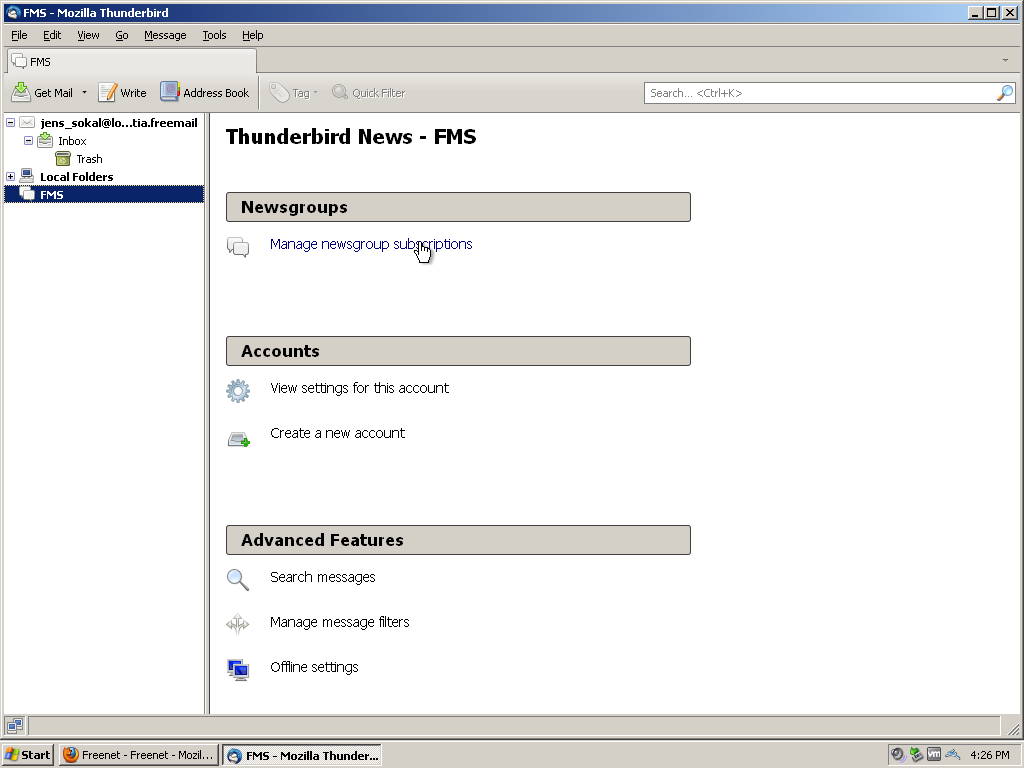 FMS - Mozilla Thunderbird
File Edit View Go Message Tools Help
FMS
Get Mail Write Address Book Tag Quick Filter Search... <Ctrl+K>
jens_sokal@lo...tia.freemail
Inbox
Trash
Local Folders
FMS
Thunderbird News - FMS
Newsgroups
Manage newsgroup subscriptions
Accounts
View settings for this account
Create a new account
Advanced Features
Search messages
Manage message filters
Offline settings
Start Freenet - Freenet - Mozil... FMS - Mozilla Thunder... 4:26 PM